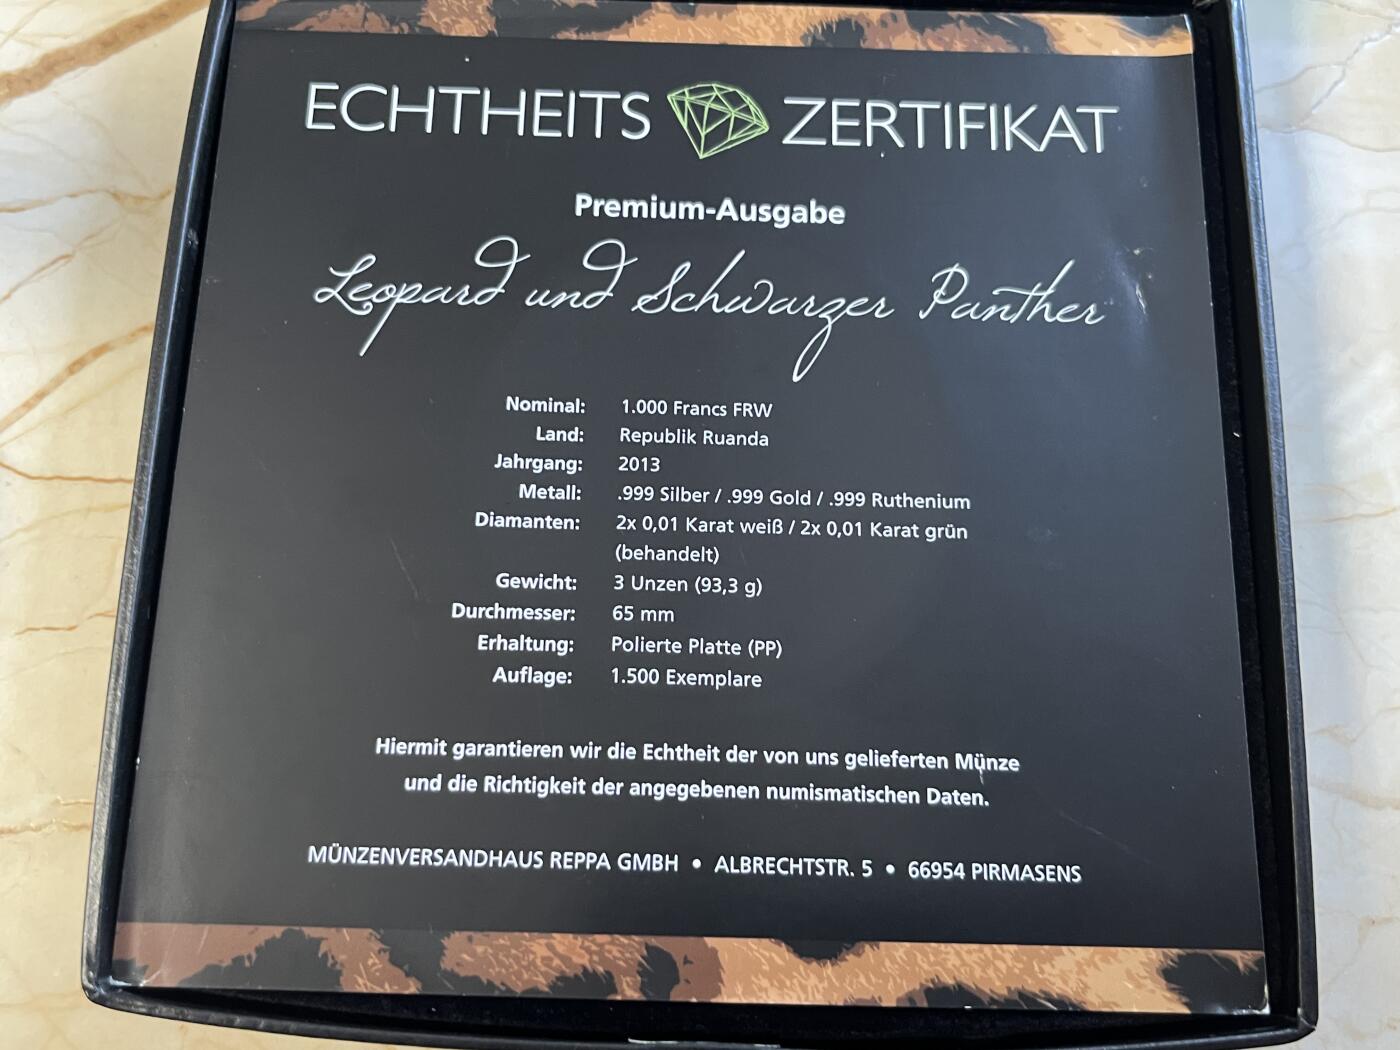 ECHTHEITS ZERTIFIKAT
Premium-Ausgabe
Leopard und Schwarzer Panther
Nominal: 1.000 Francs FRW
Land: Republik Ruanda
Jahrgang: 2013
Metall: .999 Silber / .999 Gold / .999 Ruthenium
Diamanten: 2x 0,01 Karat weiß / 2x 0,01 Karat grün
(behandelt)
Gewicht: 3 Unzen (93,3 g)
Durchmesser: 65 mm
Erhaltung: Polierte Platte (PP)
Auflage: 1.500 Exemplare
Hiermit garantieren wir die Echtheit der von uns gelieferten Münze
und die Richtigkeit der angegebenen numismatischen Daten.
MÜNZENVERSANDHAUS REPPA GMBH • ALBRECHTSTR. 5 • 66954 PIRMASENS